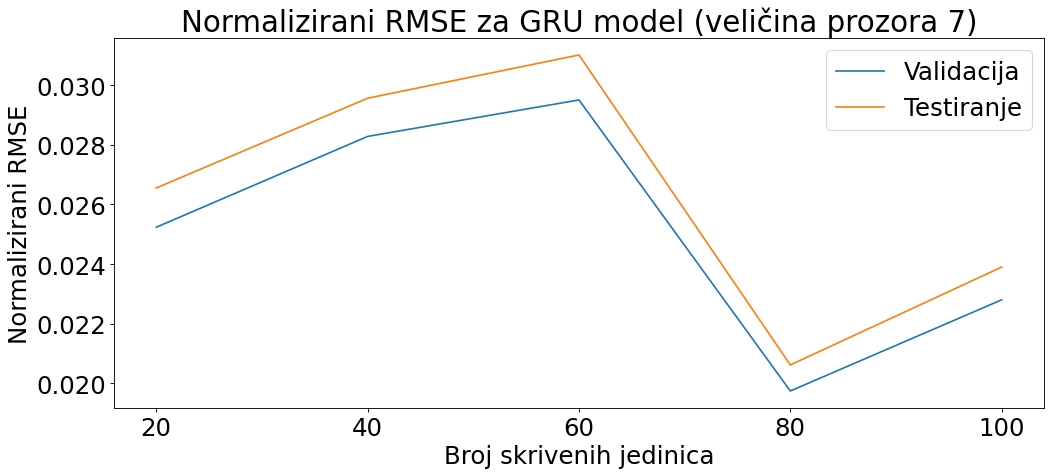 Normalizirani RMSE za GRU model (veličina prozora 7)
Validacija
Testiranje
Normalizirani RMSE
0.030
0.028
0.026
0.024
0.022
0.020
20 40 60 80 100
Broj skrivenih jedinica